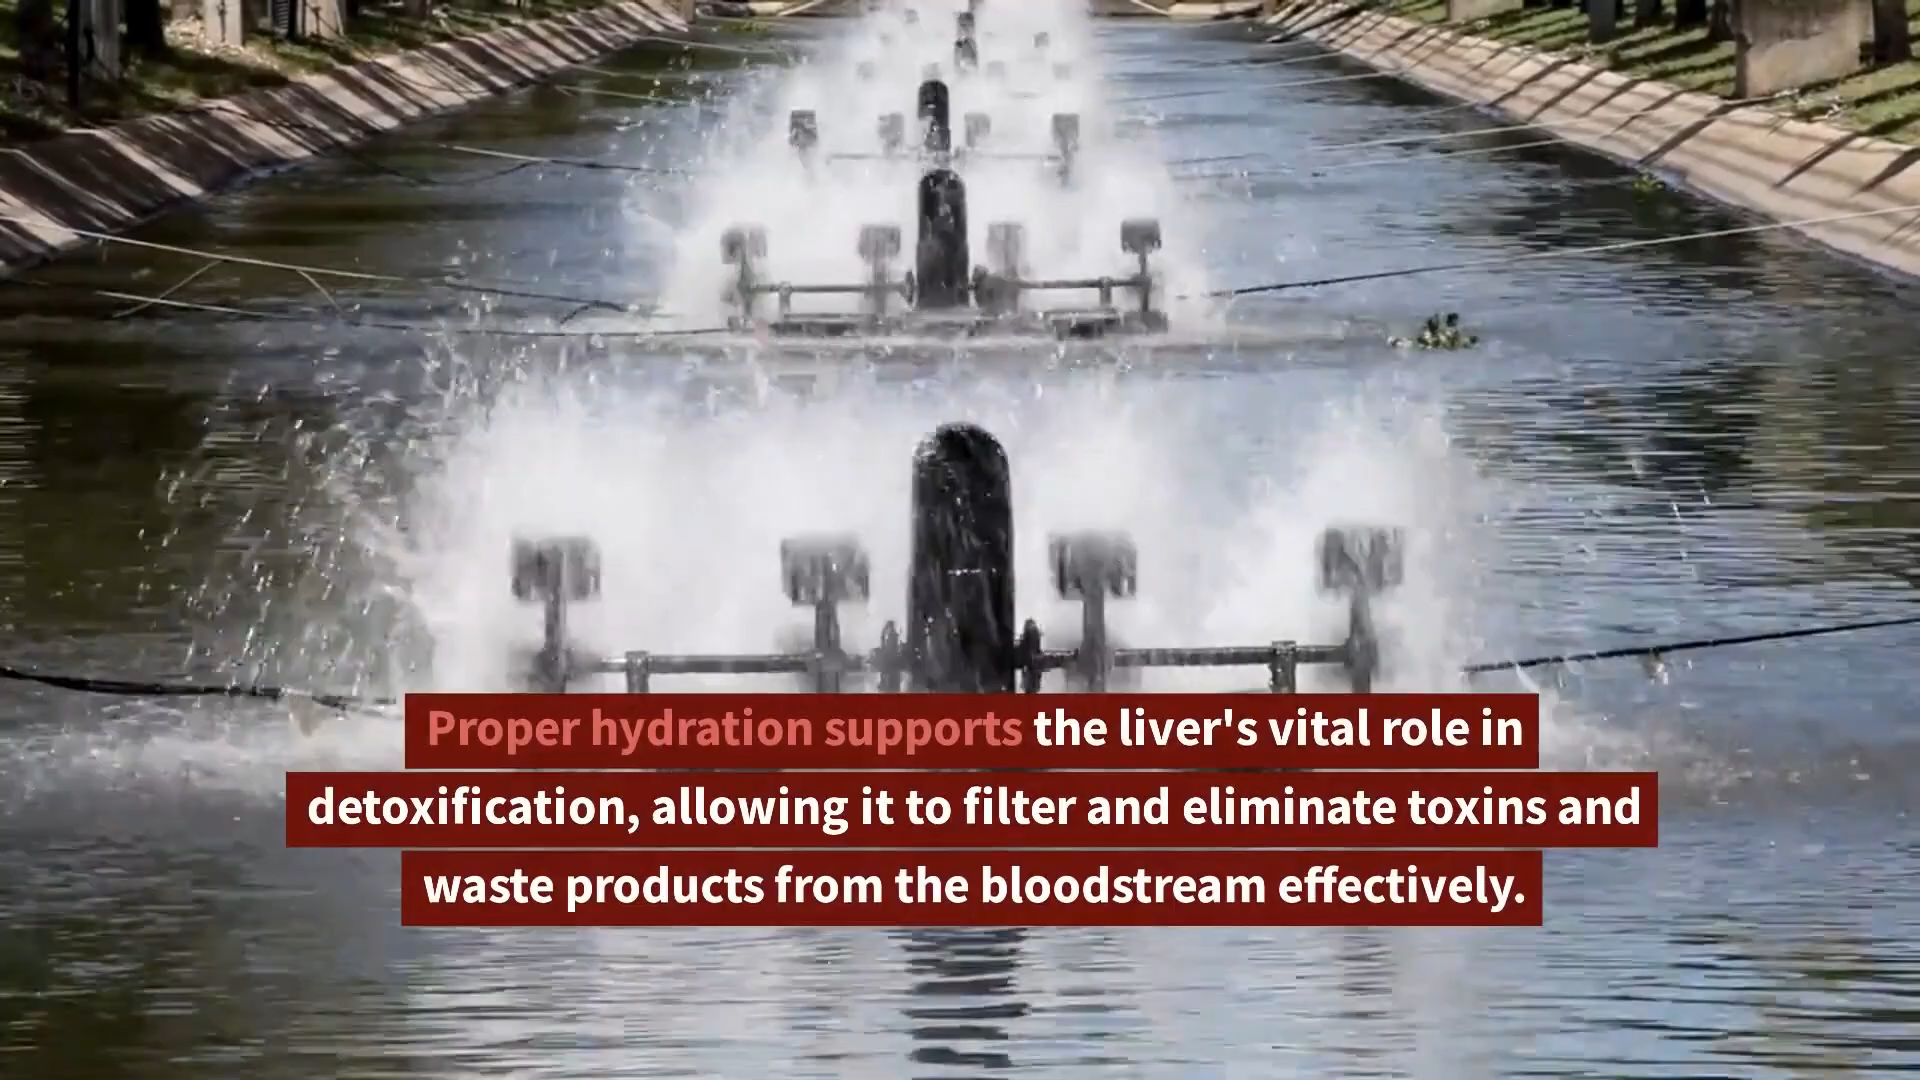 Proper hydration supports the liver's vital role in
detoxification, allowing it to filter and eliminate toxins and
waste products from the bloodstream effectively.